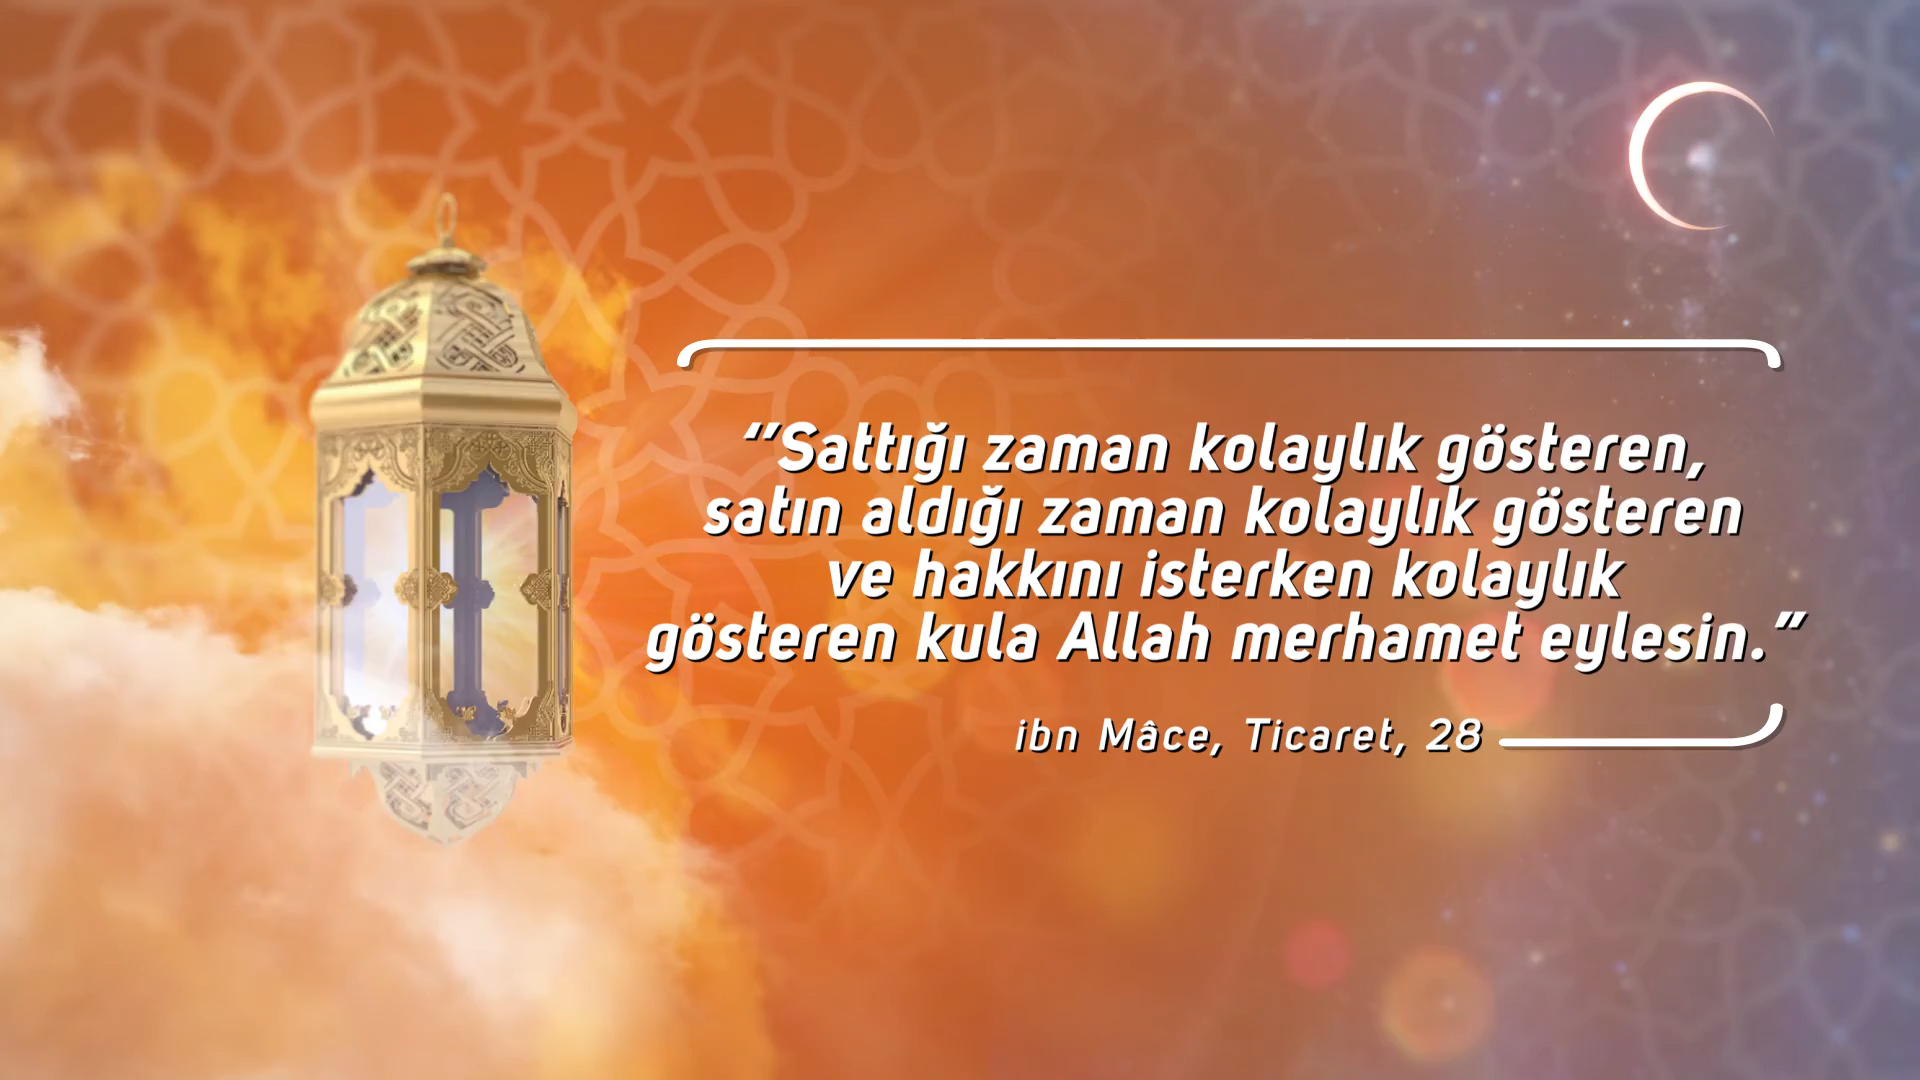 ‘’Sattığı zaman kolaylık gösteren,
satın aldığı zaman kolaylık gösteren
ve hakkını isterken kolaylık
gösteren kula Allah merhamet eylesin.’’
ibn Mâce, Ticaret, 28